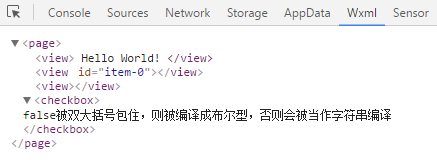 Console Sources Network Storage AppData Wxml Sensor
▼<page>
<view> Hello World! </view>
<view id="item-0"></view>
<view></view>
▼<checkbox>
false被双大括号包住，则被编译成布尔型，否则会被当作字符串编译
</checkbox>
</page>